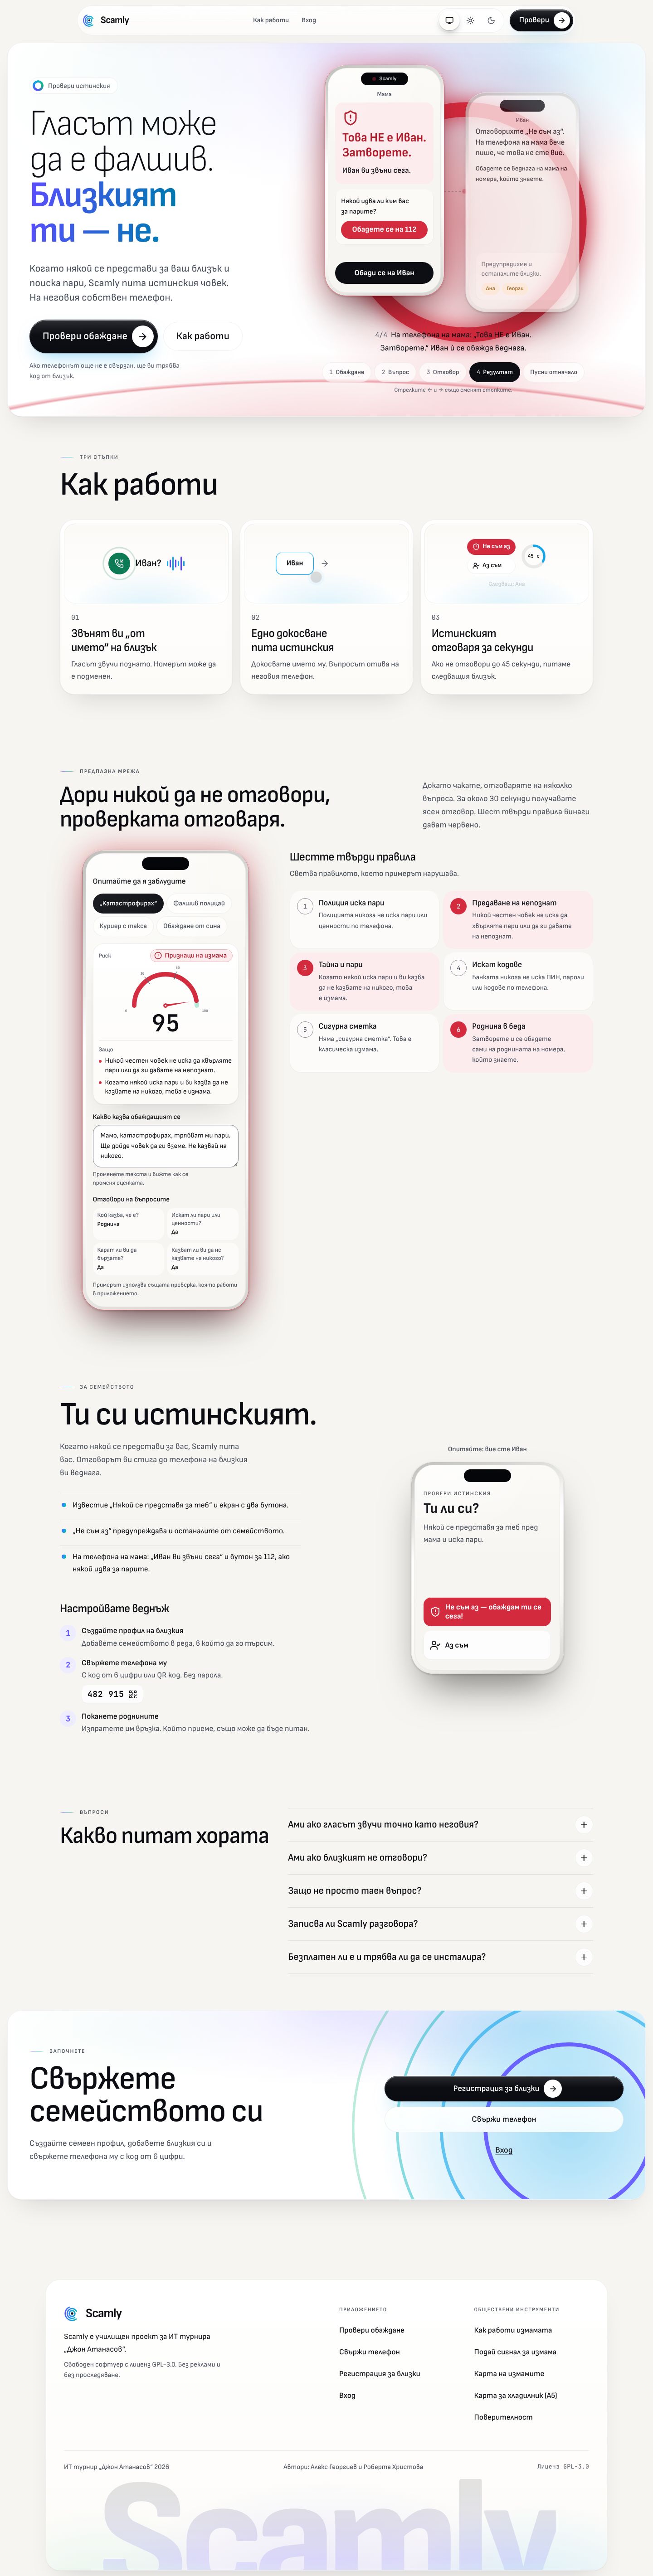 Scamly
Как работи
Вход
Провери
Провери истинския
Гласът може
да е фалшив.
Близкият
ти — не.
Когато някой се представи за ваш близък и
поиска пари, Scamly пита истинския човек.
На неговия собствен телефон.
Провери обаждане
Как работи
Ако телефонът още не е свързан, ще ви трябва
код от близък.
Scamly
Мама
Това НЕ е Иван.
Затворете.
Иван ви звъни сега.
Някой идва ли към вас
за парите?
Обадете се на 112
Обади се на Иван
Иван
Отговорихте „Не съм аз“.
На телефона на мама вече
пише, че това не сте вие.
Обадете се веднага на мама на
номера, който знаете.
Предупредихме и
останалите близки.
Ана
Георги
4/4 На телефона на мама: „Това НЕ е Иван.
Затворете.“ Иван ѝ се обажда веднага.
1 Обаждане
2 Въпрос
3 Отговор
4 Резултат
Пусни отначало
Стрелките ← и → също сменят стъпките.
ТРИ СТЪПКИ
Как работи
Иван?
01
Звънят ви „от
името“ на близък
Гласът звучи познато. Номерът може да
е подменен.
Иван
02
Едно докосване
пита истинския
Докосвате името му. Въпросът отива на
неговия телефон.
Не съм аз
Аз съм
45 с
Следващ: Ана
03
Истинският
отговаря за секунди
Ако не отговори до 45 секунди, питаме
следващия близък.
ПРЕДПАЗНА МРЕЖА
Дори никой да не отговори,
проверката отговаря.
Докато чакате, отговаряте на няколко
въпроса. За около 30 секунди получавате
ясен отговор. Шест твърди правила винаги
дават червено.
Опитайте да я заблудите
„Катастрофирах“
Фалшив полицай
Куриер с такса
Обаждане от сина
Риск
Признаци на измама
95
Защо
Никой честен човек не иска да хвърляте
пари или да ги давате на непознат.
Когато някой иска пари и ви казва да не
казвате на никого, това е измама.
Какво казва обаждащият се
Мамо, катастрофирах, трябват ми пари.
Ще дойде човек да ги вземе. Не казвай на
никого.
Променете текста и вижте как се
променя оценката.
Отговори на въпросите
Кой казва, че е?
Роднина
Искат ли пари или
ценности?
Да
Карат ли ви да
бързате?
Да
Казват ли ви да не
казвате на никого?
Да
Примерът използва същата проверка, която работи
в приложението.
Шестте твърди правила
Светва правилото, което примерът нарушава.
1
Полиция иска пари
Полицията никога не иска пари или
ценности по телефона.
2
Предаване на непознат
Никой честен човек не иска да
хвърляте пари или да ги давате
на непознат.
3
Тайна и пари
Когато някой иска пари и ви казва
да не казвате на никого, това
е измама.
4
Искат кодове
Банката никога не иска ПИН, пароли
или кодове по телефона.
5
Сигурна сметка
Няма „сигурна сметка“. Това е
класическа измама.
6
Роднина в беда
Затворете и се обадете
сами на роднината на номера,
който знаете.
ЗА СЕМЕЙСТВОТО
Ти си истинският.
Когато някой се представи за вас, Scamly пита
вас. Отговорът ви стига до телефона на близкия
ви веднага.
Известие „Някой се представя за теб“ и екран с два бутона.
„Не съм аз“ предупреждава и останалите от семейството.
На телефона на мама: „Иван ви звъни сега“ и бутон за 112, ако
някой идва за парите.
Настройвате веднъж
1
Създайте профил на близкия
Добавете семейството в реда, в който да го търсим.
2
Свържете телефона му
С код от 6 цифри или QR код. Без парола.
482 915
3
Поканете роднините
Изпратете им връзка. Който приеме, също може да бъде питан.
Опитайте: вие сте Иван
ПРОВЕРИ ИСТИНСКИЯ
Ти ли си?
Някой се представя за теб пред
мама и иска пари.
Не съм аз — обаждам ти се
сега!
Аз съм
ВЪПРОСИ
Какво питат хората
Ами ако гласът звучи точно като неговия?
Ами ако близкият не отговори?
Защо не просто таен въпрос?
Записва ли Scamly разговора?
Безплатен ли е и трябва ли да се инсталира?
ЗАПОЧНЕТЕ
Свържете
семейството си
Създайте семеен профил, добавете близкия си и
свържете телефона му с код от 6 цифри.
Регистрация за близки
Свържи телефон
Вход
Scamly
Scamly е училищен проект за ИТ турнира
„Джон Атанасов“.
Свободен софтуер с лиценз GPL-3.0. Без реклами и
без проследяване.
ПРИЛОЖЕНИЕТО
Провери обаждане
Свържи телефон
Регистрация за близки
Вход
ОБЩЕСТВЕНИ ИНСТРУМЕНТИ
Как работи измамата
Подай сигнал за измама
Карта на измамите
Карта за хладилник (A5)
Поверителност
ИТ турнир „Джон Атанасов“ 2026
Автори: Алекс Георгиев и Роберта Христова
Лиценз GPL-3.0
Scamly